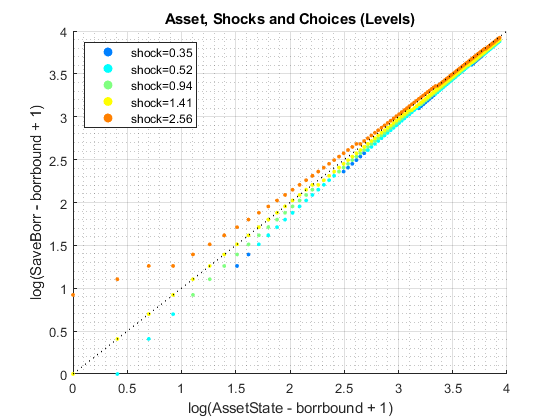 Asset, Shocks and Choices (Levels)
log(SaveBorr - borrbound + 1)
4
3.5
3
2.5
2
1.5
1
0.5
0
shock=0.35
shock=0.52
shock=0.94
shock=1.41
shock=2.56
0
0.5
1
1.5
2
2.5
3
3.5
4
log(AssetState - borrbound + 1)